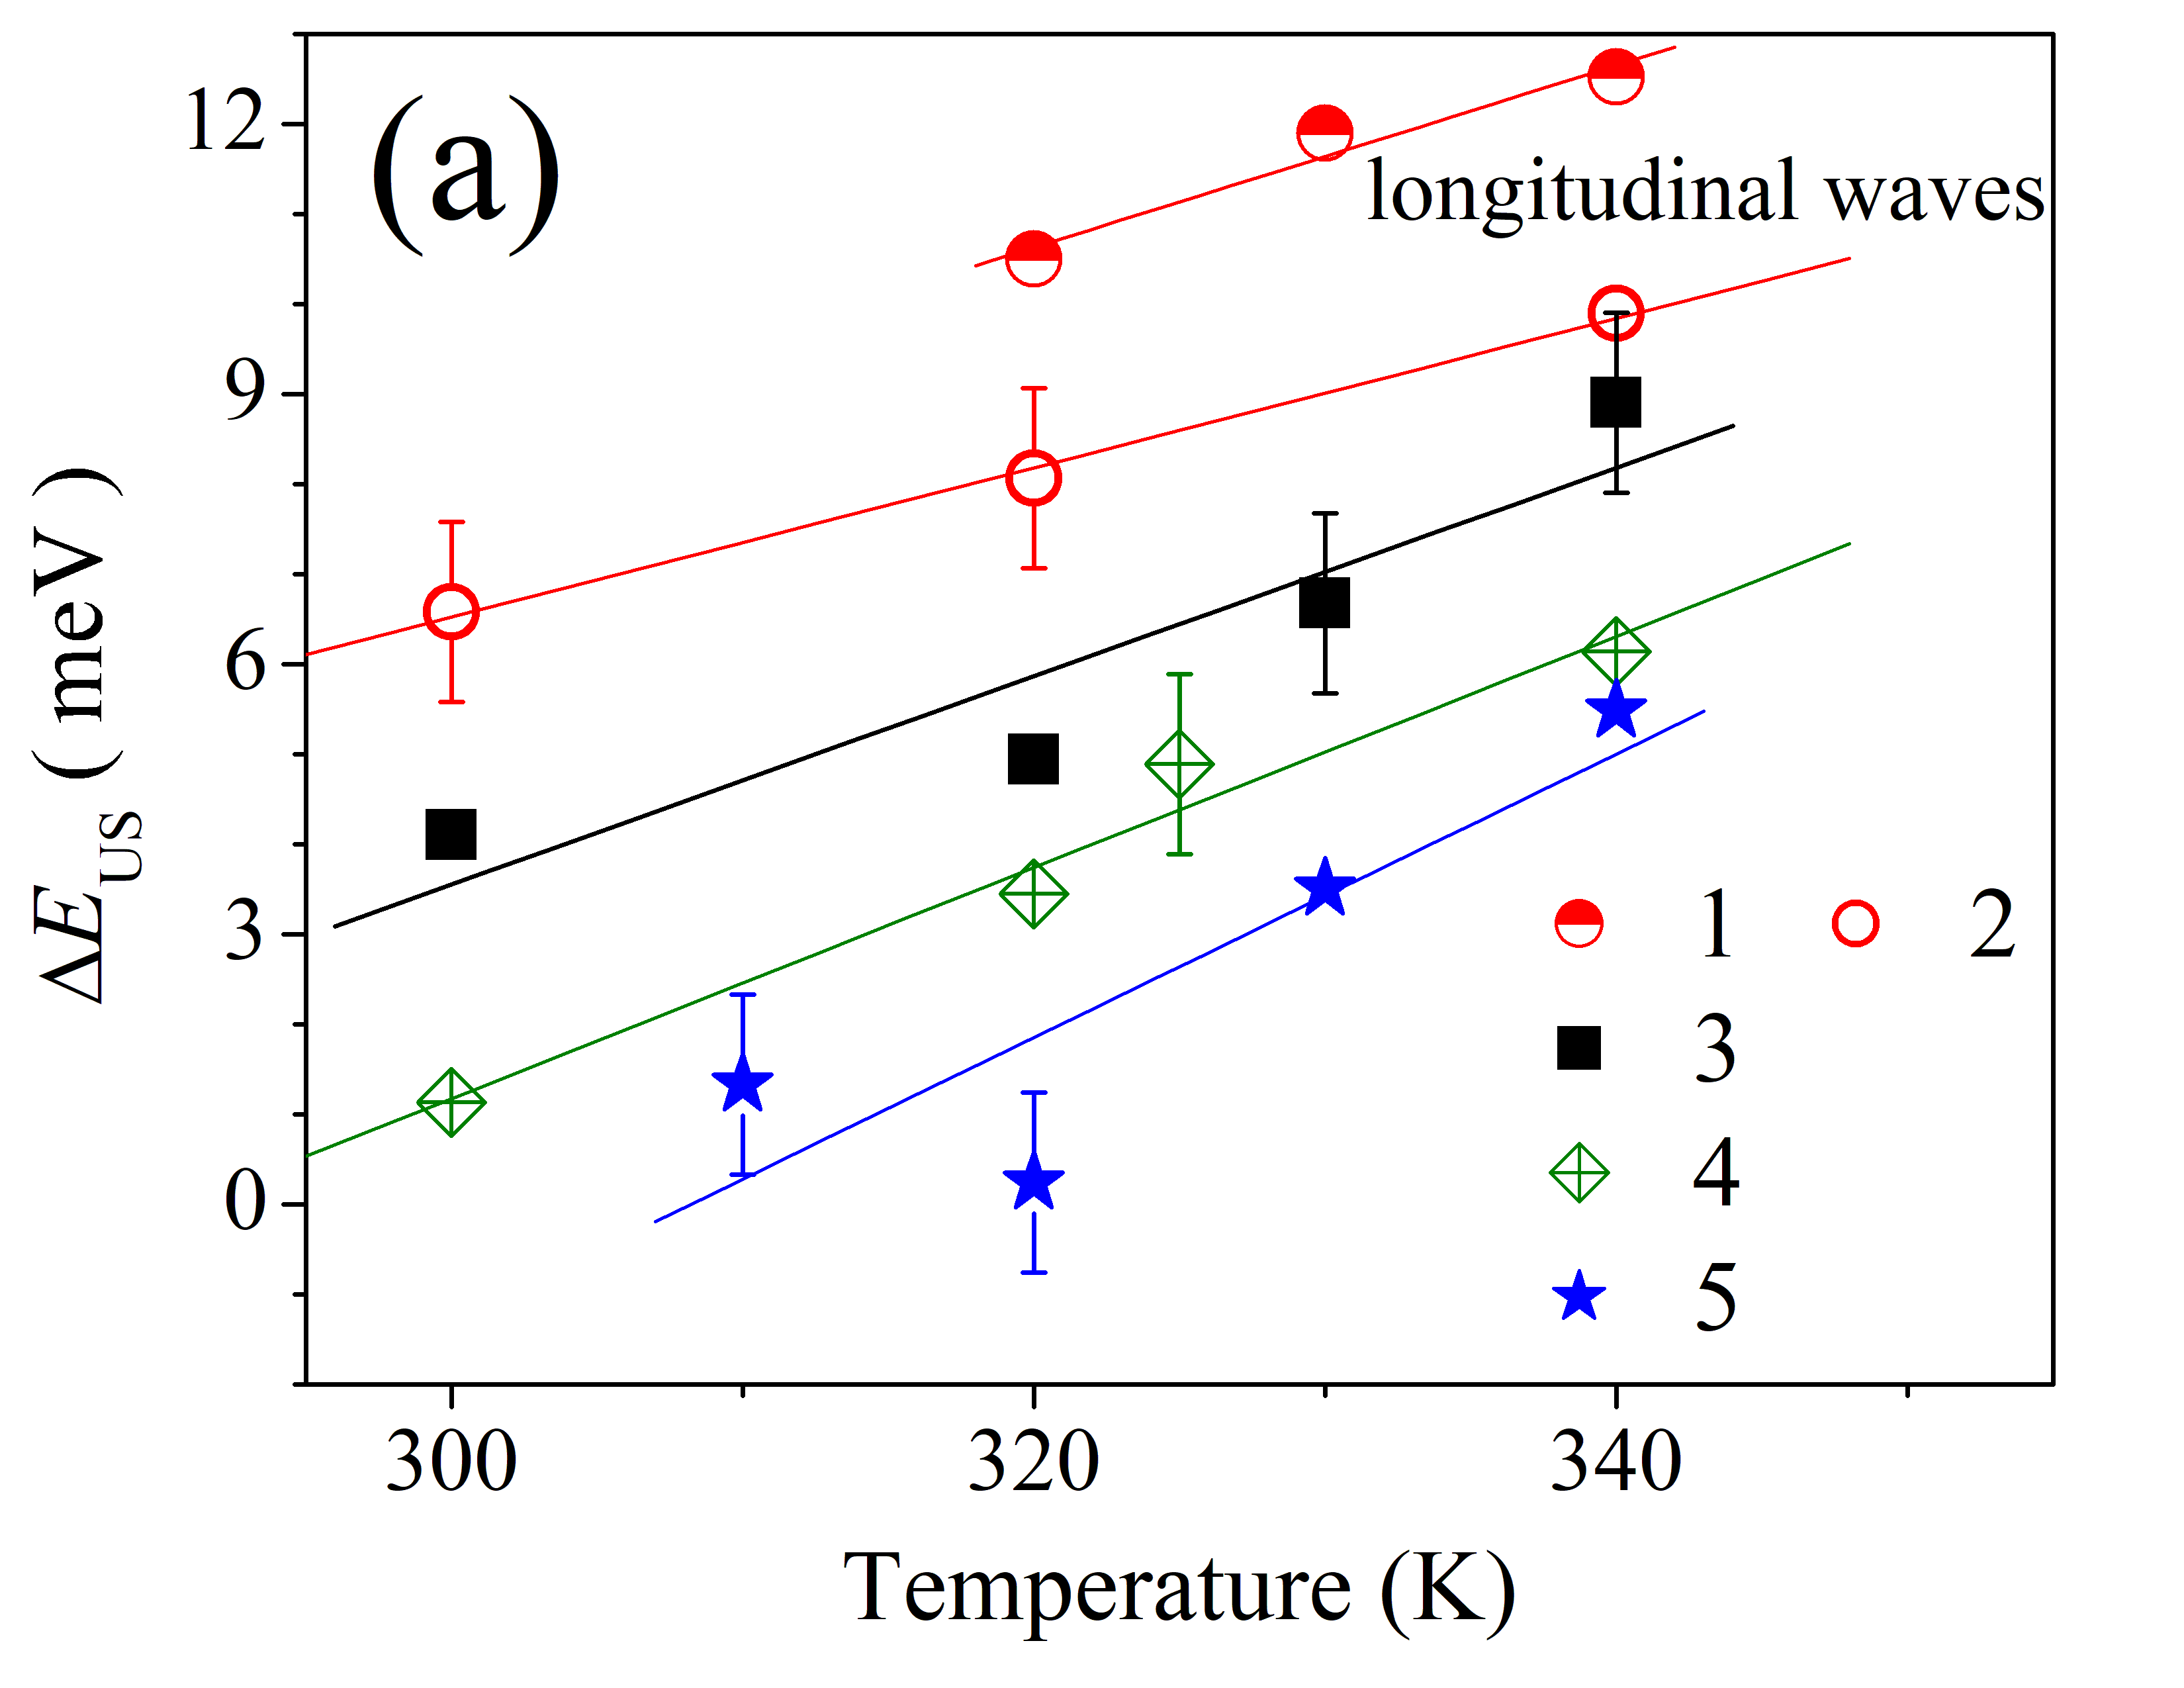 (a)
longitudinal waves
12
9
6
3
0
ΔE_US ( meV )
1 2
3
4
5
300 320 340
Temperature (K)